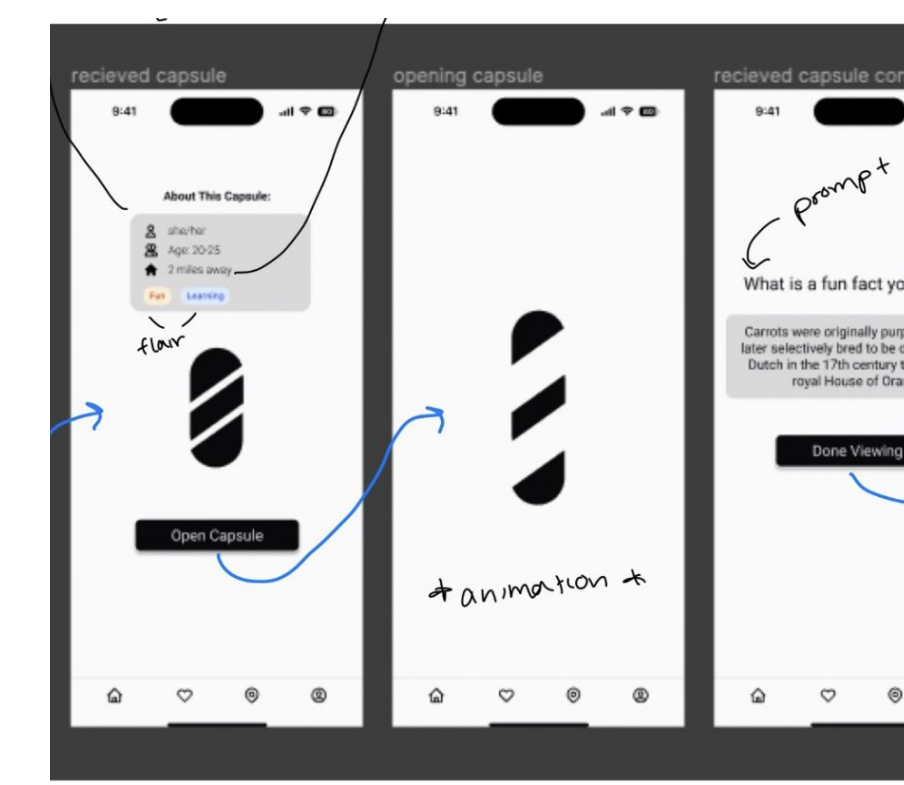 recieved capsule
9:41
About This Capsule:
she/her
Age: 20-25
2 miles away
Fun Learning
flair
Open Capsule
opening capsule
9:41
*animation*
recieved capsule con
9:41
prompt
What is a fun fact yo
Carrots were originally purp
later selectively bred to be o
Dutch in the 17th century t
royal House of Ora
Done Viewing